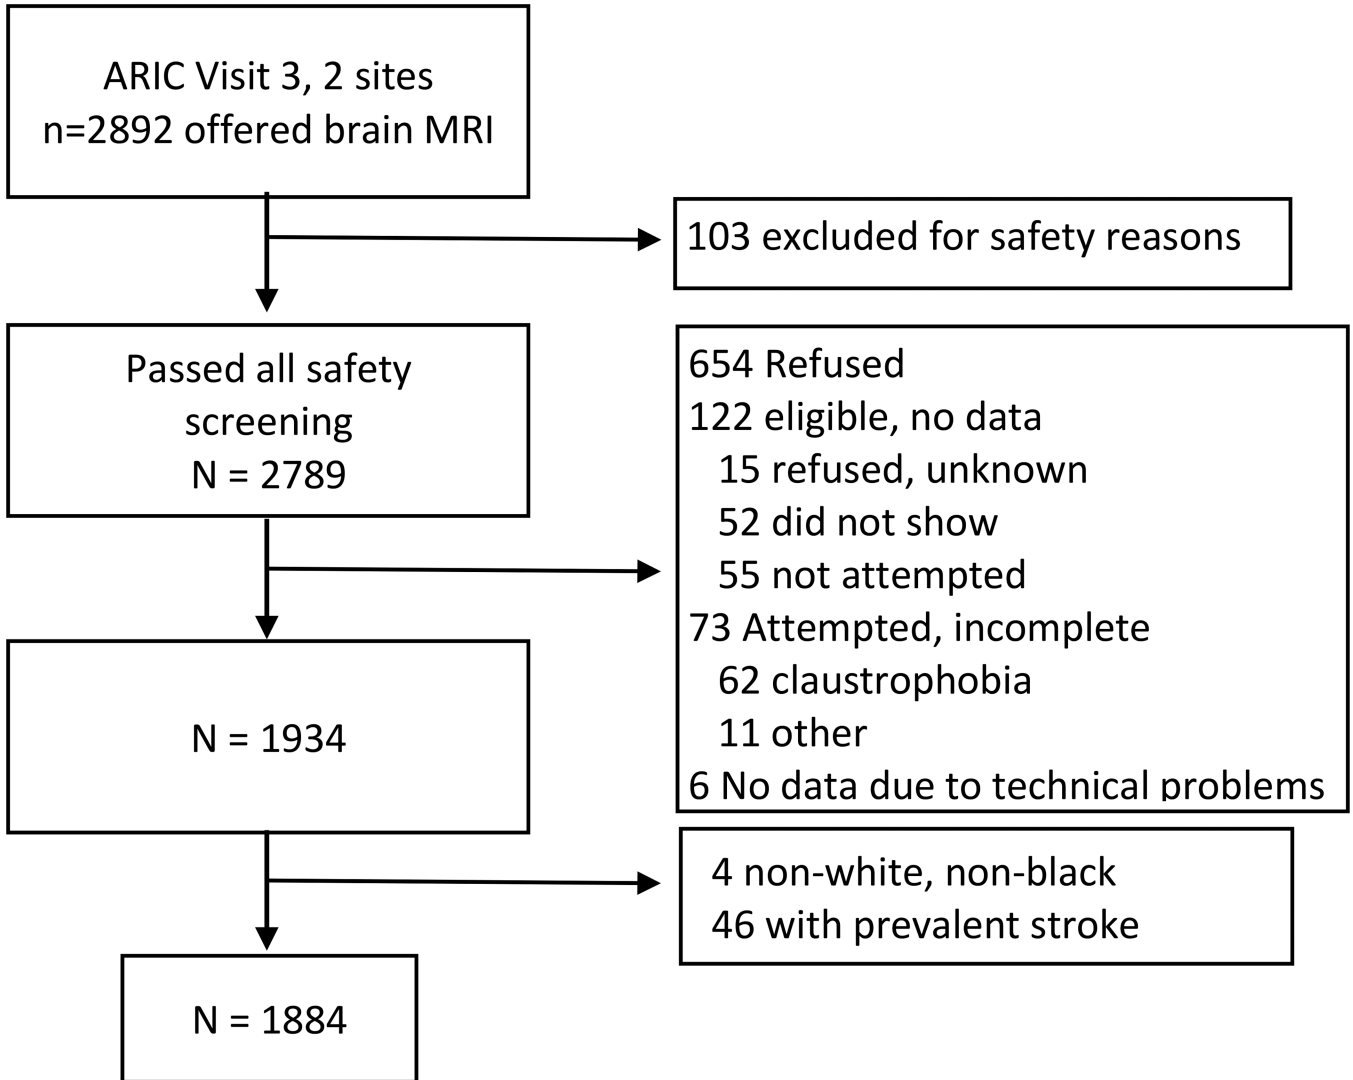 ARIC Visit 3, 2 sites
n=2892 offered brain MRI
103 excluded for safety reasons
Passed all safety
screening
N = 2789
654 Refused
122 eligible, no data
15 refused, unknown
52 did not show
55 not attempted
73 Attempted, incomplete
62 claustrophobia
11 other
6 No data due to technical problems
N = 1934
4 non-white, non-black
46 with prevalent stroke
N = 1884